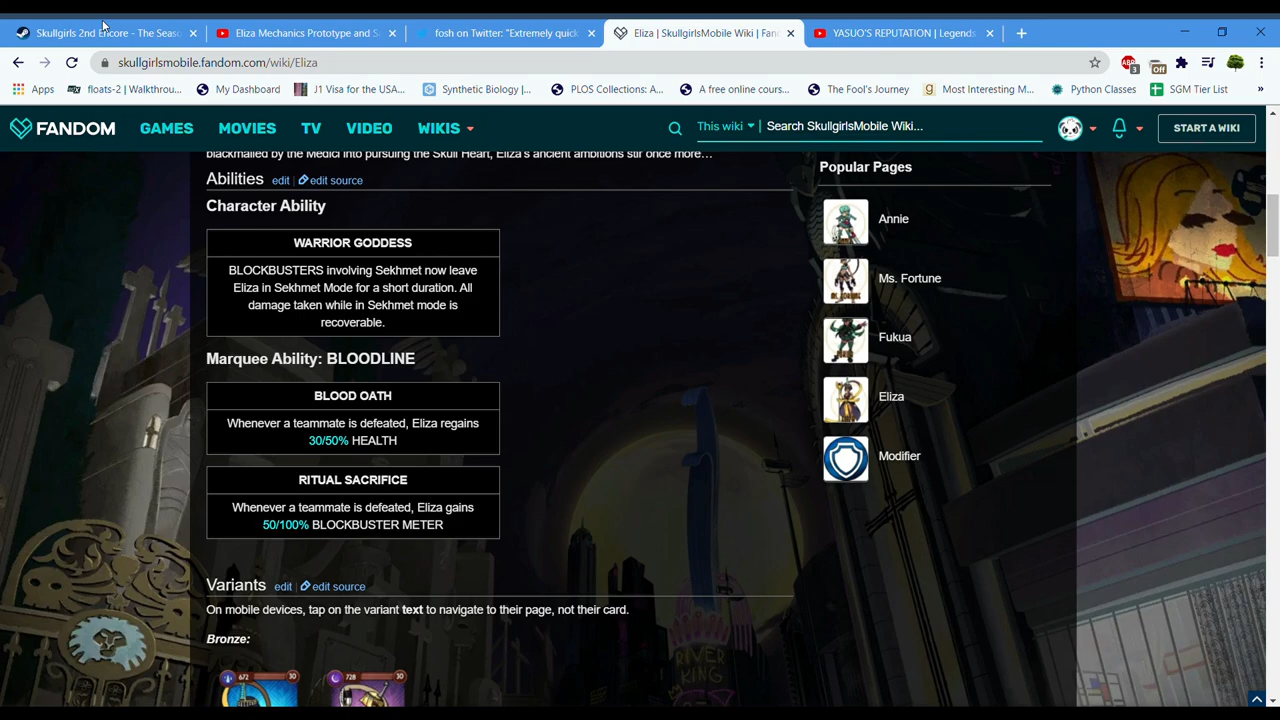 Skullgirls 2nd Encore - The Seaso
Eliza Mechanics Prototype and S
fosh on Twitter: "Extremely quick
Eliza | SkullgirlsMobile Wiki | Fan
YASUO'S REPUTATION | Legends
skullgirlsmobile.fandom.com/wiki/Eliza
3
Off
Apps
floats-2 | Walkthrou...
My Dashboard
J1 Visa for the USA...
Synthetic Biology |...
PLOS Collections: A...
A free online cours...
The Fool's Journey
Most Interesting M...
Python Classes
SGM Tier List
»
FANDOM
GAMES
MOVIES
TV
VIDEO
WIKIS
This wiki
Search SkullgirlsMobile Wiki...
START A WIKI
blackmailed by the Medici into pursuing the Skull Heart, Eliza's ancient ambitions stir once more…
Abilities edit | edit source
Character Ability
WARRIOR GODDESS
BLOCKBUSTERS involving Sekhmet now leave
Eliza in Sekhmet Mode for a short duration. All
damage taken while in Sekhmet mode is
recoverable.
Marquee Ability: BLOODLINE
BLOOD OATH
Whenever a teammate is defeated, Eliza regains
30/50% HEALTH
RITUAL SACRIFICE
Whenever a teammate is defeated, Eliza gains
50/100% BLOCKBUSTER METER
Variants edit | edit source
On mobile devices, tap on the variant text to navigate to their page, not their card.
Bronze:
672 30
728 30
Popular Pages
Annie
Ms. Fortune
Fukua
Eliza
Modifier
RIVER
KING